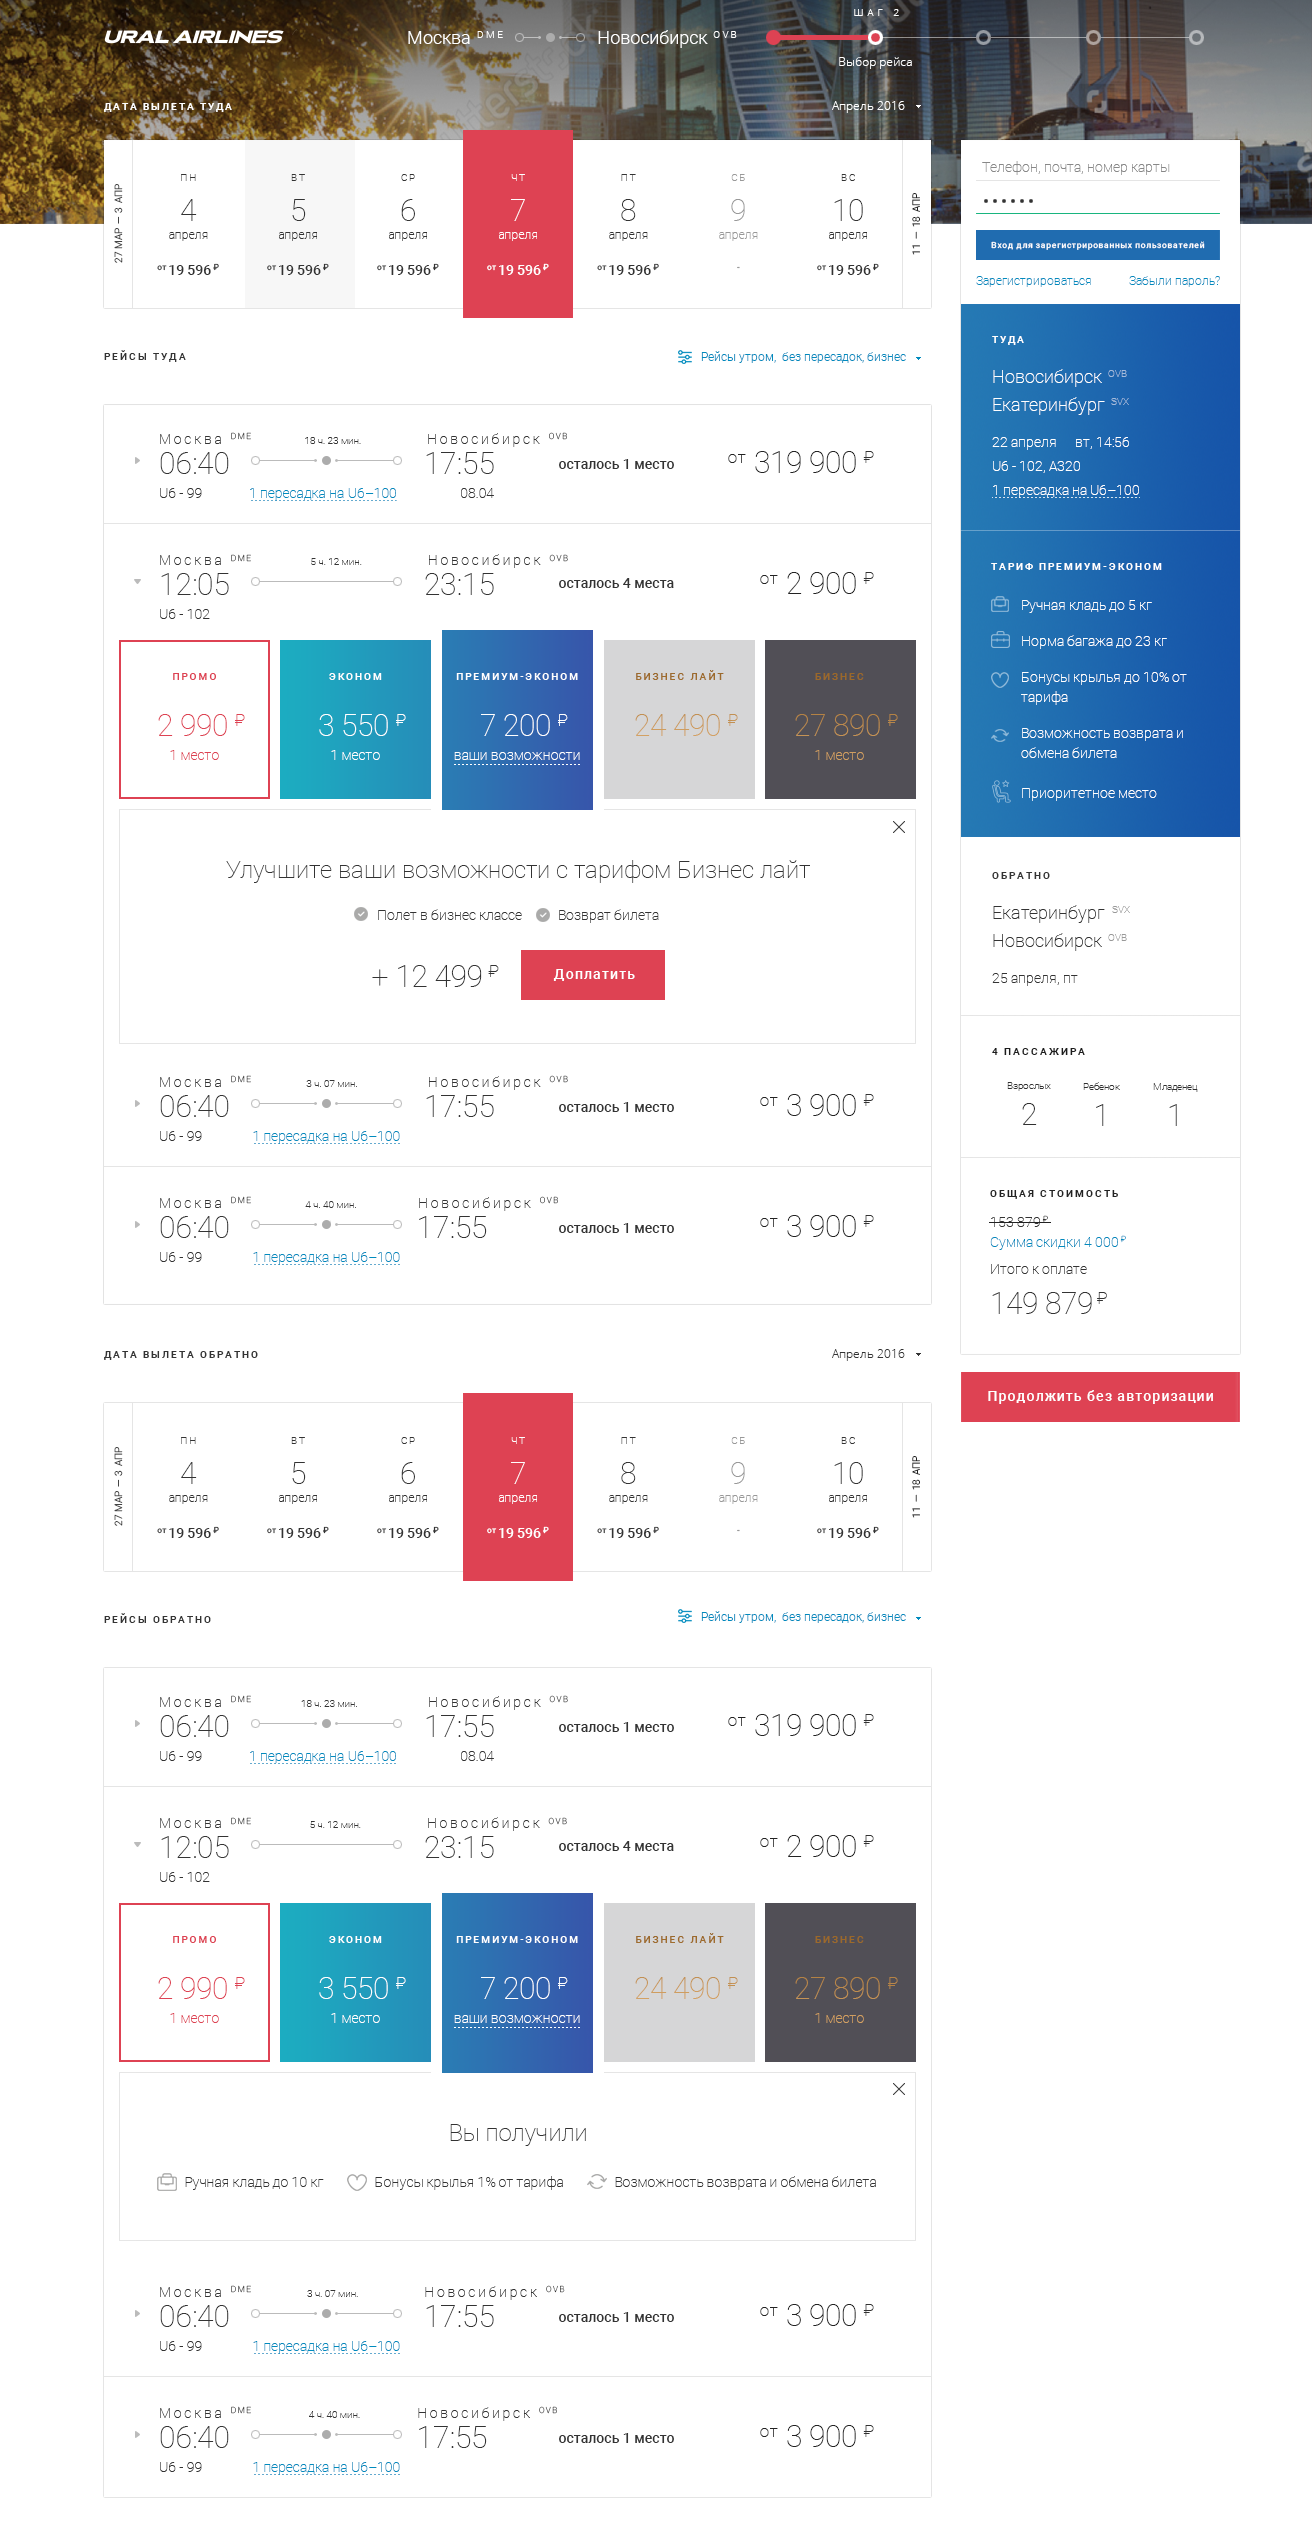 ШАГ 2
URAL AIRLINES
Москва DME
Новосибирск OVB
Выбор рейса
ДАТА ВЫЛЕТА ТУДА
Апрель 2016
27 МАР — 3 АПР
ПН
4
апреля
от 19 596 ₽
ВТ
5
апреля
от 19 596 ₽
СР
6
апреля
от 19 596 ₽
ЧТ
7
апреля
от 19 596 ₽
ПТ
8
апреля
от 19 596 ₽
СБ
9
апреля
-
ВС
10
апреля
от 19 596 ₽
11 — 18 АПР
РЕЙСЫ ТУДА
Рейсы утром, без пересадок, бизнес
Москва DME 18 ч. 23 мин. Новосибирск OVB
06:40 17:55 осталось 1 место от 319 900 ₽
U6 - 99 1 пересадка на U6–100 08.04
Москва DME 5 ч. 12 мин. Новосибирск OVB
12:05 23:15 осталось 4 места от 2 900 ₽
U6 - 102
ПРОМО
2 990 ₽
1 место
ЭКОНОМ
3 550 ₽
1 место
ПРЕМИУМ-ЭКОНОМ
7 200 ₽
ваши возможности
БИЗНЕС ЛАЙТ
24 490 ₽
БИЗНЕС
27 890 ₽
1 место
Улучшите ваши возможности с тарифом Бизнес лайт
Полет в бизнес классе Возврат билета
+ 12 499 ₽ Доплатить
Москва DME 3 ч. 07 мин. Новосибирск OVB
06:40 17:55 осталось 1 место от 3 900 ₽
U6 - 99 1 пересадка на U6–100
Москва DME 4 ч. 40 мин. Новосибирск OVB
06:40 17:55 осталось 1 место от 3 900 ₽
U6 - 99 1 пересадка на U6–100
ДАТА ВЫЛЕТА ОБРАТНО
Апрель 2016
27 МАР — 3 АПР
ПН
4
апреля
от 19 596 ₽
ВТ
5
апреля
от 19 596 ₽
СР
6
апреля
от 19 596 ₽
ЧТ
7
апреля
от 19 596 ₽
ПТ
8
апреля
от 19 596 ₽
СБ
9
апреля
-
ВС
10
апреля
от 19 596 ₽
11 — 18 АПР
РЕЙСЫ ОБРАТНО
Рейсы утром, без пересадок, бизнес
Москва DME 18 ч. 23 мин. Новосибирск OVB
06:40 17:55 осталось 1 место от 319 900 ₽
U6 - 99 1 пересадка на U6–100 08.04
Москва DME 5 ч. 12 мин. Новосибирск OVB
12:05 23:15 осталось 4 места от 2 900 ₽
U6 - 102
ПРОМО
2 990 ₽
1 место
ЭКОНОМ
3 550 ₽
1 место
ПРЕМИУМ-ЭКОНОМ
7 200 ₽
ваши возможности
БИЗНЕС ЛАЙТ
24 490 ₽
БИЗНЕС
27 890 ₽
1 место
Вы получили
Ручная кладь до 10 кг Бонусы крылья 1% от тарифа Возможность возврата и обмена билета
Москва DME 3 ч. 07 мин. Новосибирск OVB
06:40 17:55 осталось 1 место от 3 900 ₽
U6 - 99 1 пересадка на U6–100
Москва DME 4 ч. 40 мин. Новосибирск OVB
06:40 17:55 осталось 1 место от 3 900 ₽
U6 - 99 1 пересадка на U6–100
Телефон, почта, номер карты
••••••
Вход для зарегистрированных пользователей
Зарегистрироваться Забыли пароль?
ТУДА
Новосибирск OVB
Екатеринбург SVX
22 апреля вт, 14:56
U6 - 102, A320
1 пересадка на U6–100
ТАРИФ ПРЕМИУМ-ЭКОНОМ
Ручная кладь до 5 кг
Норма багажа до 23 кг
Бонусы крылья до 10% от
тарифа
Возможность возврата и
обмена билета
Приоритетное место
ОБРАТНО
Екатеринбург SVX
Новосибирск OVB
25 апреля, пт
4 ПАССАЖИРА
Взрослых Ребенок Младенец
2 1 1
ОБЩАЯ СТОИМОСТЬ
153 879 ₽
Сумма скидки 4 000 ₽
Итого к оплате
149 879 ₽
Продолжить без авторизации